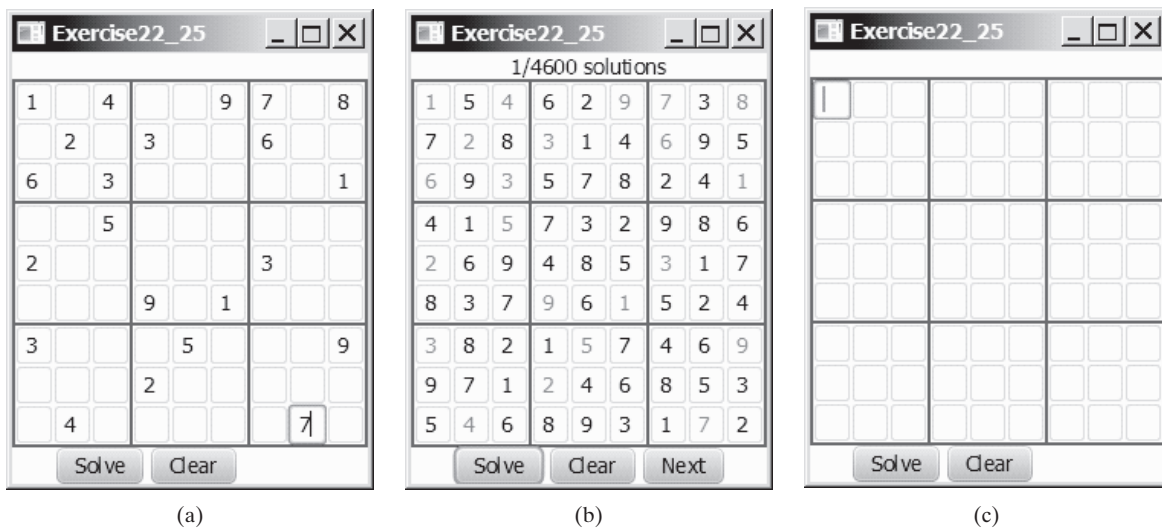 Exercise22_25
1 4 9 7 8
2 3 6
6 3 1
5
2 3
9 1
3 5 9
2
4 7
Solve Clear
(a)
Exercise22_25
1/4600 solutions
1 5 4 6 2 9 7 3 8
7 2 8 3 1 4 6 9 5
6 9 3 5 7 8 2 4 1
4 1 5 7 3 2 9 8 6
2 6 9 4 8 5 3 1 7
8 3 7 9 6 1 5 2 4
3 8 2 1 5 7 4 6 9
9 7 1 2 4 6 8 5 3
5 4 6 8 9 3 1 7 2
Solve Clear Next
(b)
Exercise22_25
Solve Clear
(c)